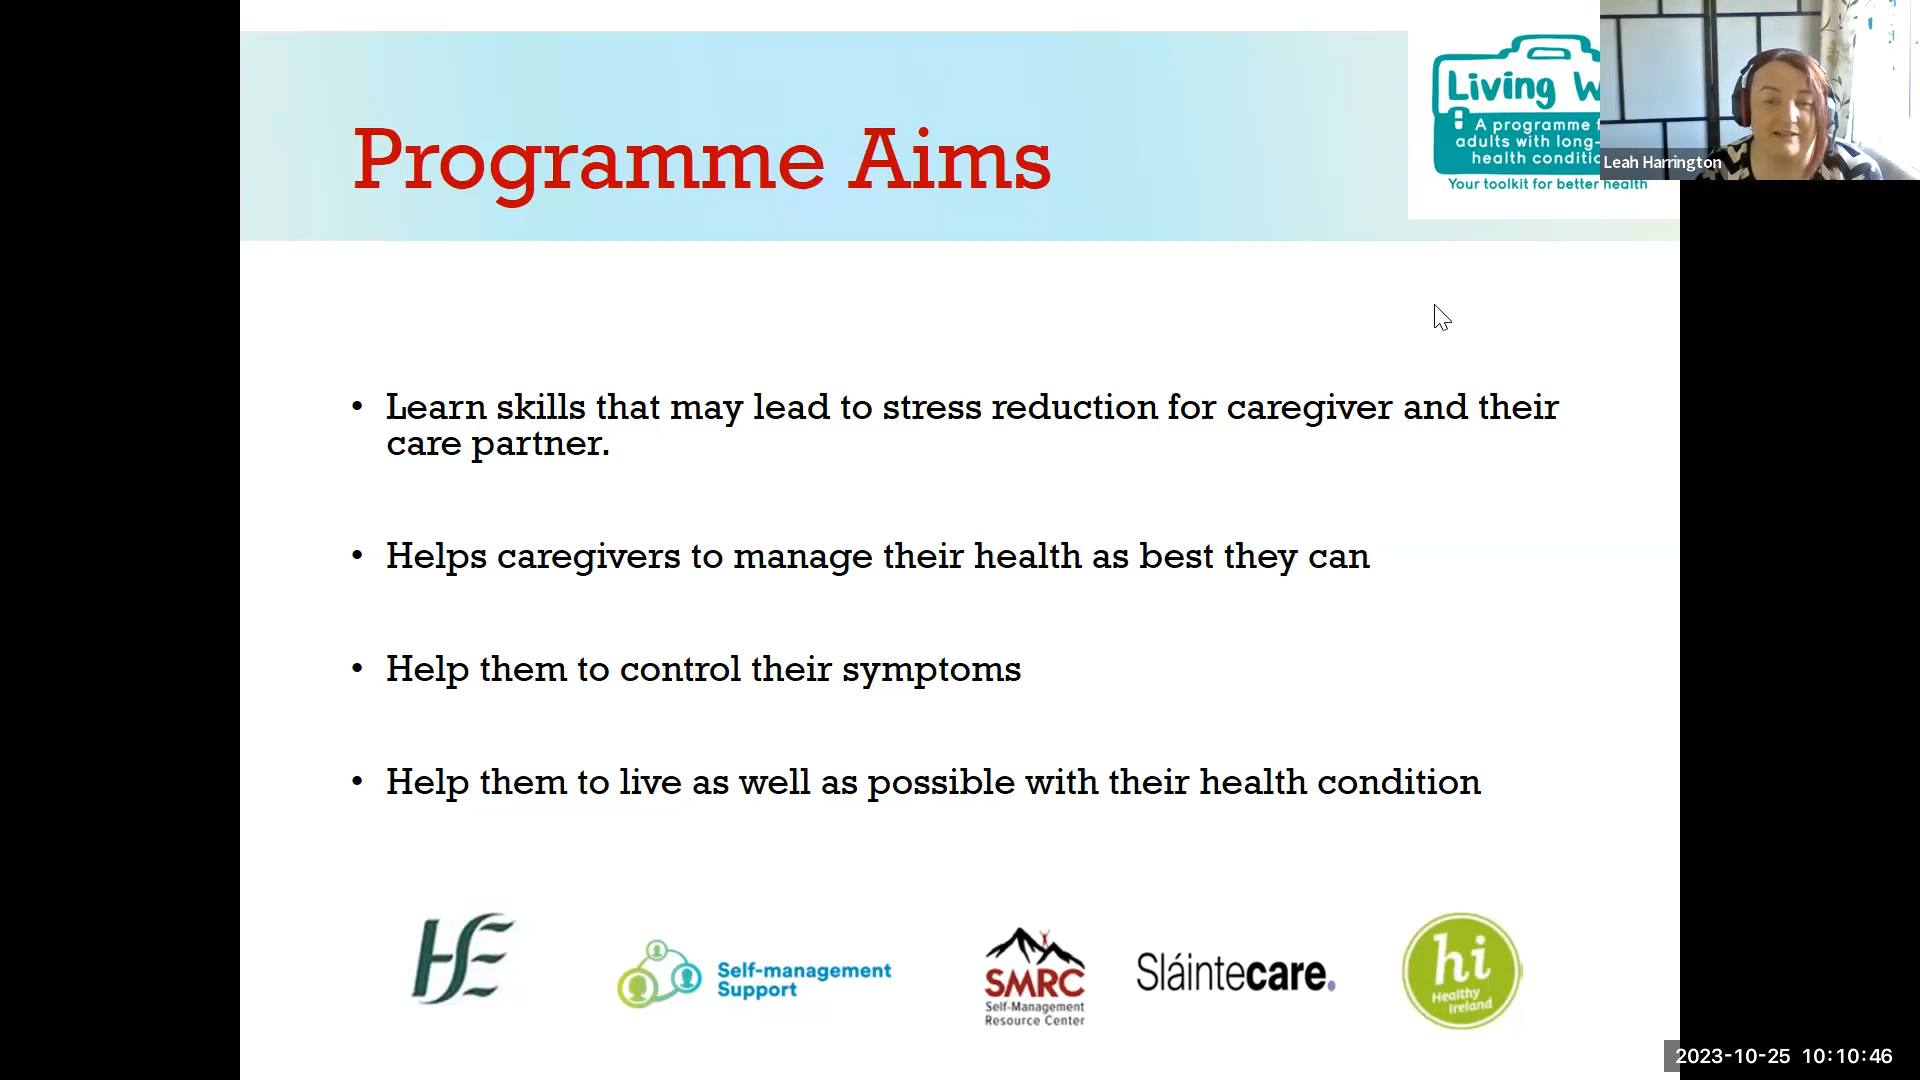 Programme Aims
Living W
A programme f
adults with long-
health conditio
Your toolkit for better health
Leah Harrington
• Learn skills that may lead to stress reduction for caregiver and their
care partner.
• Helps caregivers to manage their health as best they can
• Help them to control their symptoms
• Help them to live as well as possible with their health condition
HSE
Self-management
Support
SMRC
Self-Management
Resource Center
Sláintecare.
hi
Healthy
Ireland
2023-10-25 10:10:46